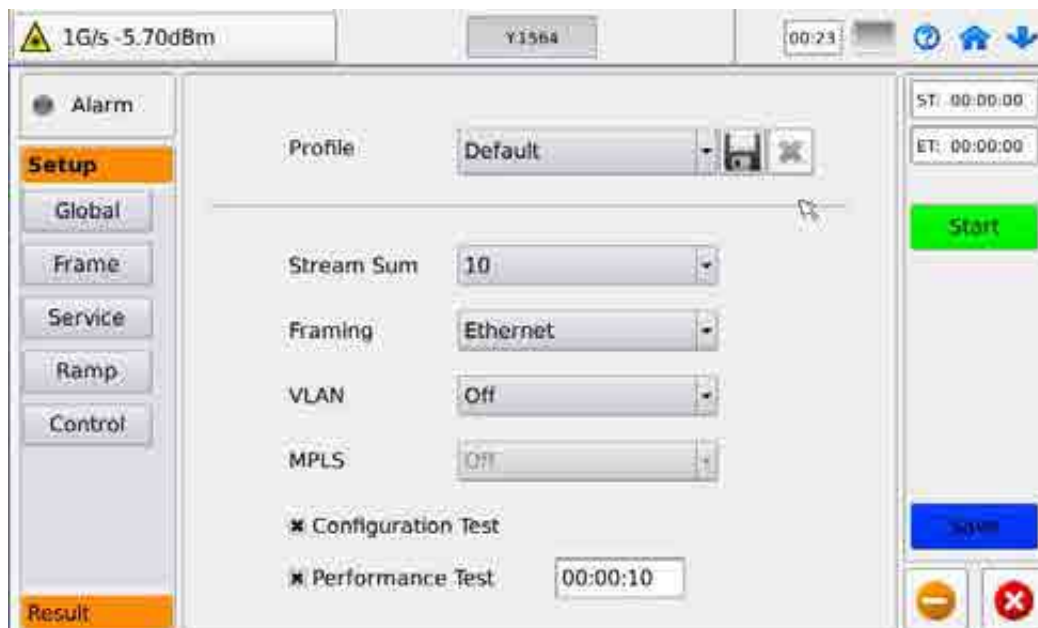 1G/s -5.70dBm
Y1564
00:23
Alarm
Setup
Global
Frame
Service
Ramp
Control
Result
Profile
Default
Stream Sum
10
Framing
Ethernet
VLAN
Off
MPLS
Off
Configuration Test
Performance Test
00:00:10
ST: 00:00:00
ET: 00:00:00
Start
Save